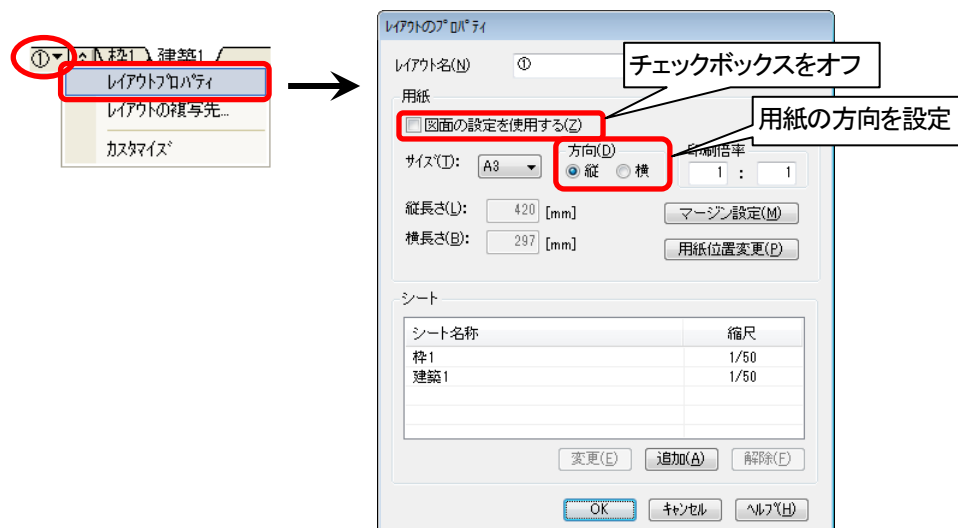 レイアウトのプロパティ
①▼ 枠1 建築1
レイアウトプロパティ
レイアウトの複写先...
カスタマイズ
レイアウト名(N) ①
チェックボックスをオフ
用紙
図面の設定を使用する(Z)
用紙の方向を設定
サイズ(T): A3
方向(D)
縦 横
印刷倍率
1 : 1
縦長さ(L): 420 [mm]
マージン設定(M)
横長さ(B): 297 [mm]
用紙位置変更(P)
シート
シート名称 縮尺
枠1 1/50
建築1 1/50
変更(E) 追加(A) 解除(F)
OK キャンセル ヘルプ(H)